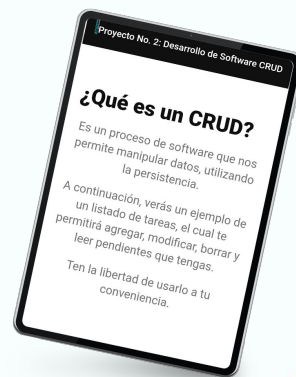 Proyecto No. 2: Desarrollo de Software CRUD
¿Qué es un CRUD?
Es un proceso de software que nos
permite manipular datos, utilizando
la persistencia.
A continuación, verás un ejemplo de
un listado de tareas, el cual te
permitirá agregar, modificar, borrar y
leer pendientes que tengas.
Ten la libertad de usarlo a tu
conveniencia.